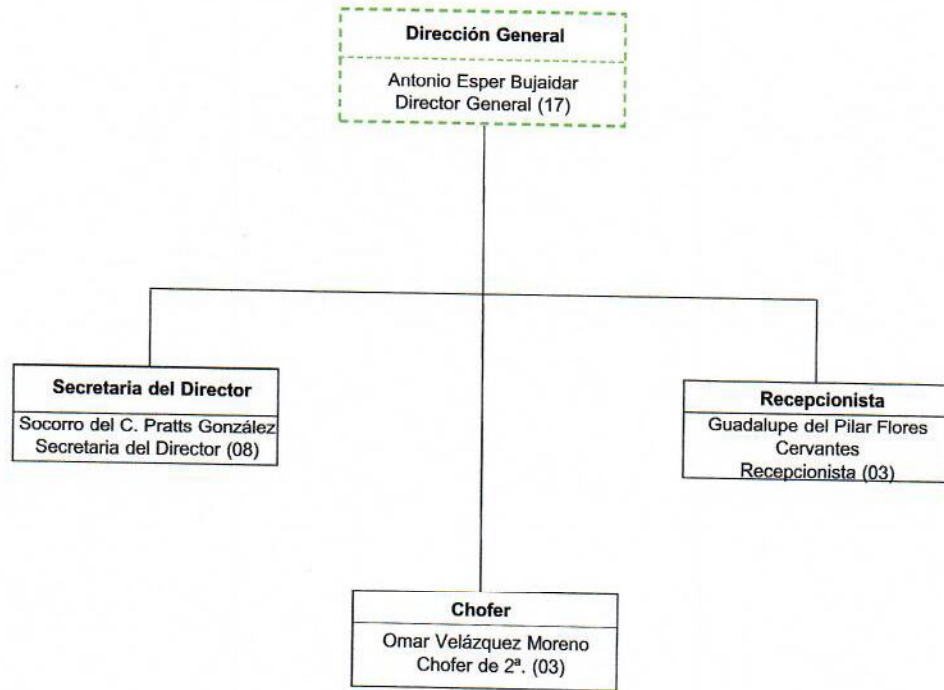 Dirección General
Antonio Esper Bujaidar
Director General (17)
Secretaria del Director
Socorro del C. Pratts González
Secretaria del Director (08)
Recepcionista
Guadalupe del Pilar Flores
Cervantes
Recepcionista (03)
Chofer
Omar Velázquez Moreno
Chofer de 2ª. (03)